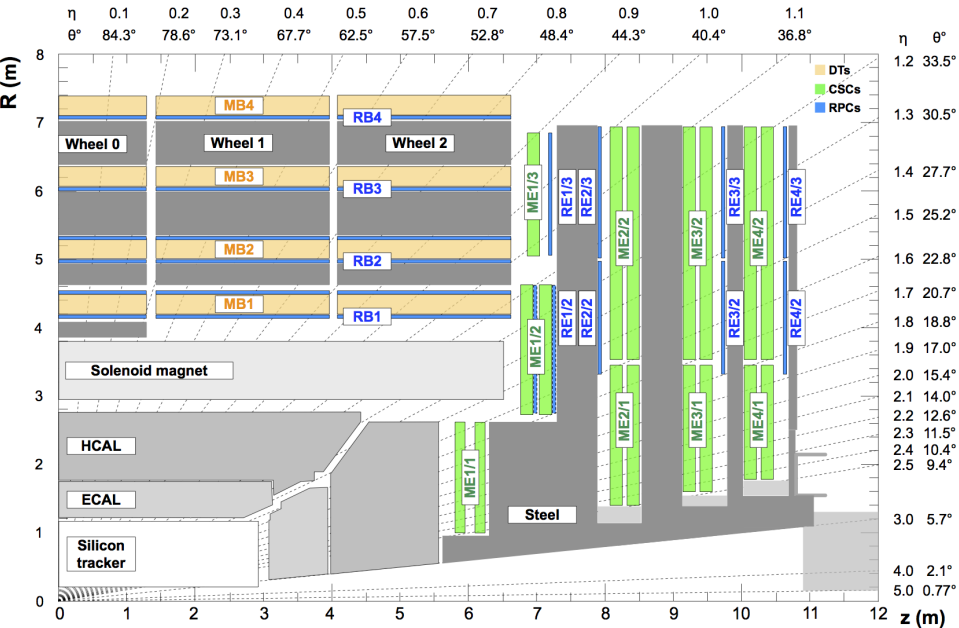 η 0.1 0.2 0.3 0.4 0.5 0.6 0.7 0.8 0.9 1.0 1.1
θ° 84.3° 78.6° 73.1° 67.7° 62.5° 57.5° 52.8° 48.4° 44.3° 40.4° 36.8° η θ°
R (m)
8
7
6
5
4
3
2
1
0
1.2 33.5°
1.3 30.5°
1.4 27.7°
1.5 25.2°
1.6 22.8°
1.7 20.7°
1.8 18.8°
1.9 17.0°
2.0 15.4°
2.1 14.0°
2.2 12.6°
2.3 11.5°
2.4 10.4°
2.5 9.4°
3.0 5.7°
4.0 2.1°
5.0 0.77°
DTs
CSCs
RPCs
MB4
RB4
Wheel 0 Wheel 1 Wheel 2
MB3
RB3
MB2
RB2
MB1
RB1
Solenoid magnet
HCAL
ECAL
Silicon
tracker
Steel
ME1/3
RE1/3
RE2/3
ME2/2
ME3/2
RE3/3
ME4/2
RE4/3
ME1/2
RE1/2
RE2/2
RE3/2
RE4/2
ME1/1
ME2/1
ME3/1
ME4/1
0 1 2 3 4 5 6 7 8 9 10 11 12
z (m)